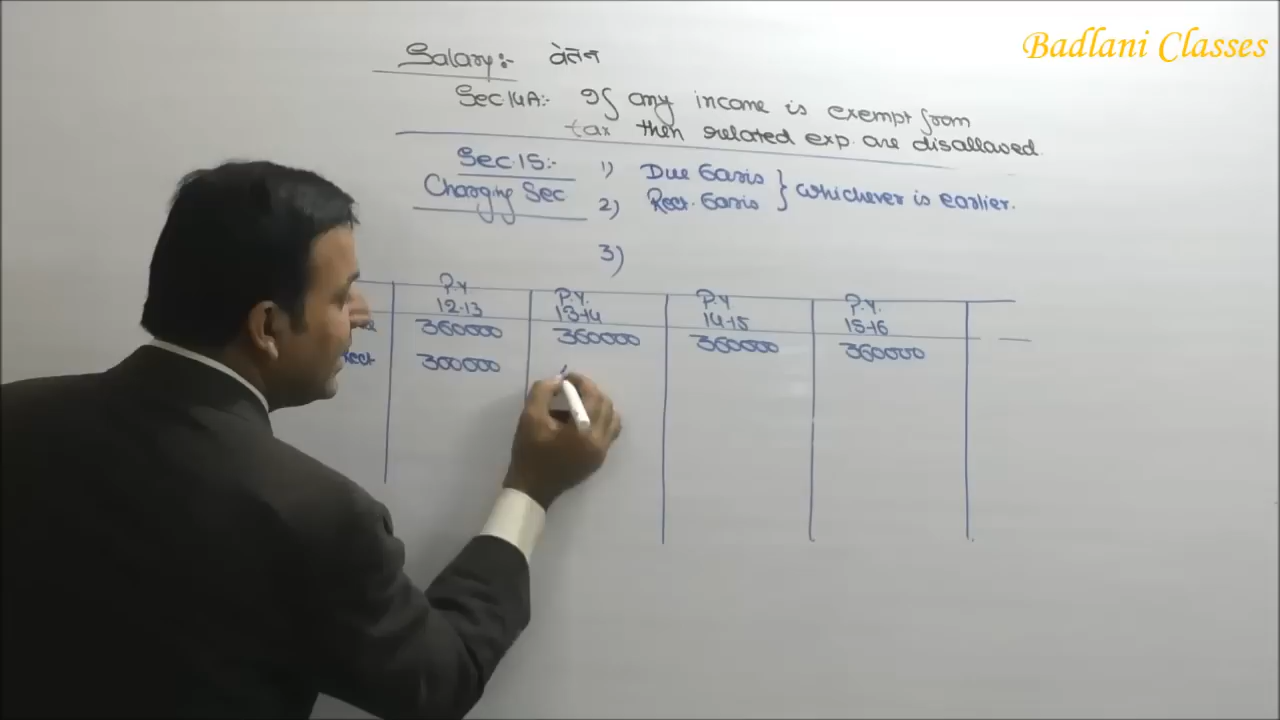 Badlani Classes
Salary:- वेतन
Sec.14A:- If any income is exempt from
tax then related exp. are disallowed.
Sec.15:- 1) Due basis } whichever is earlier.
Charging Sec 2) Rect. basis
3)
P.Y. P.Y. P.Y P.Y.
12-13 13-14 14-15 15-16
360000 360000 360000 360000
Rect 300000